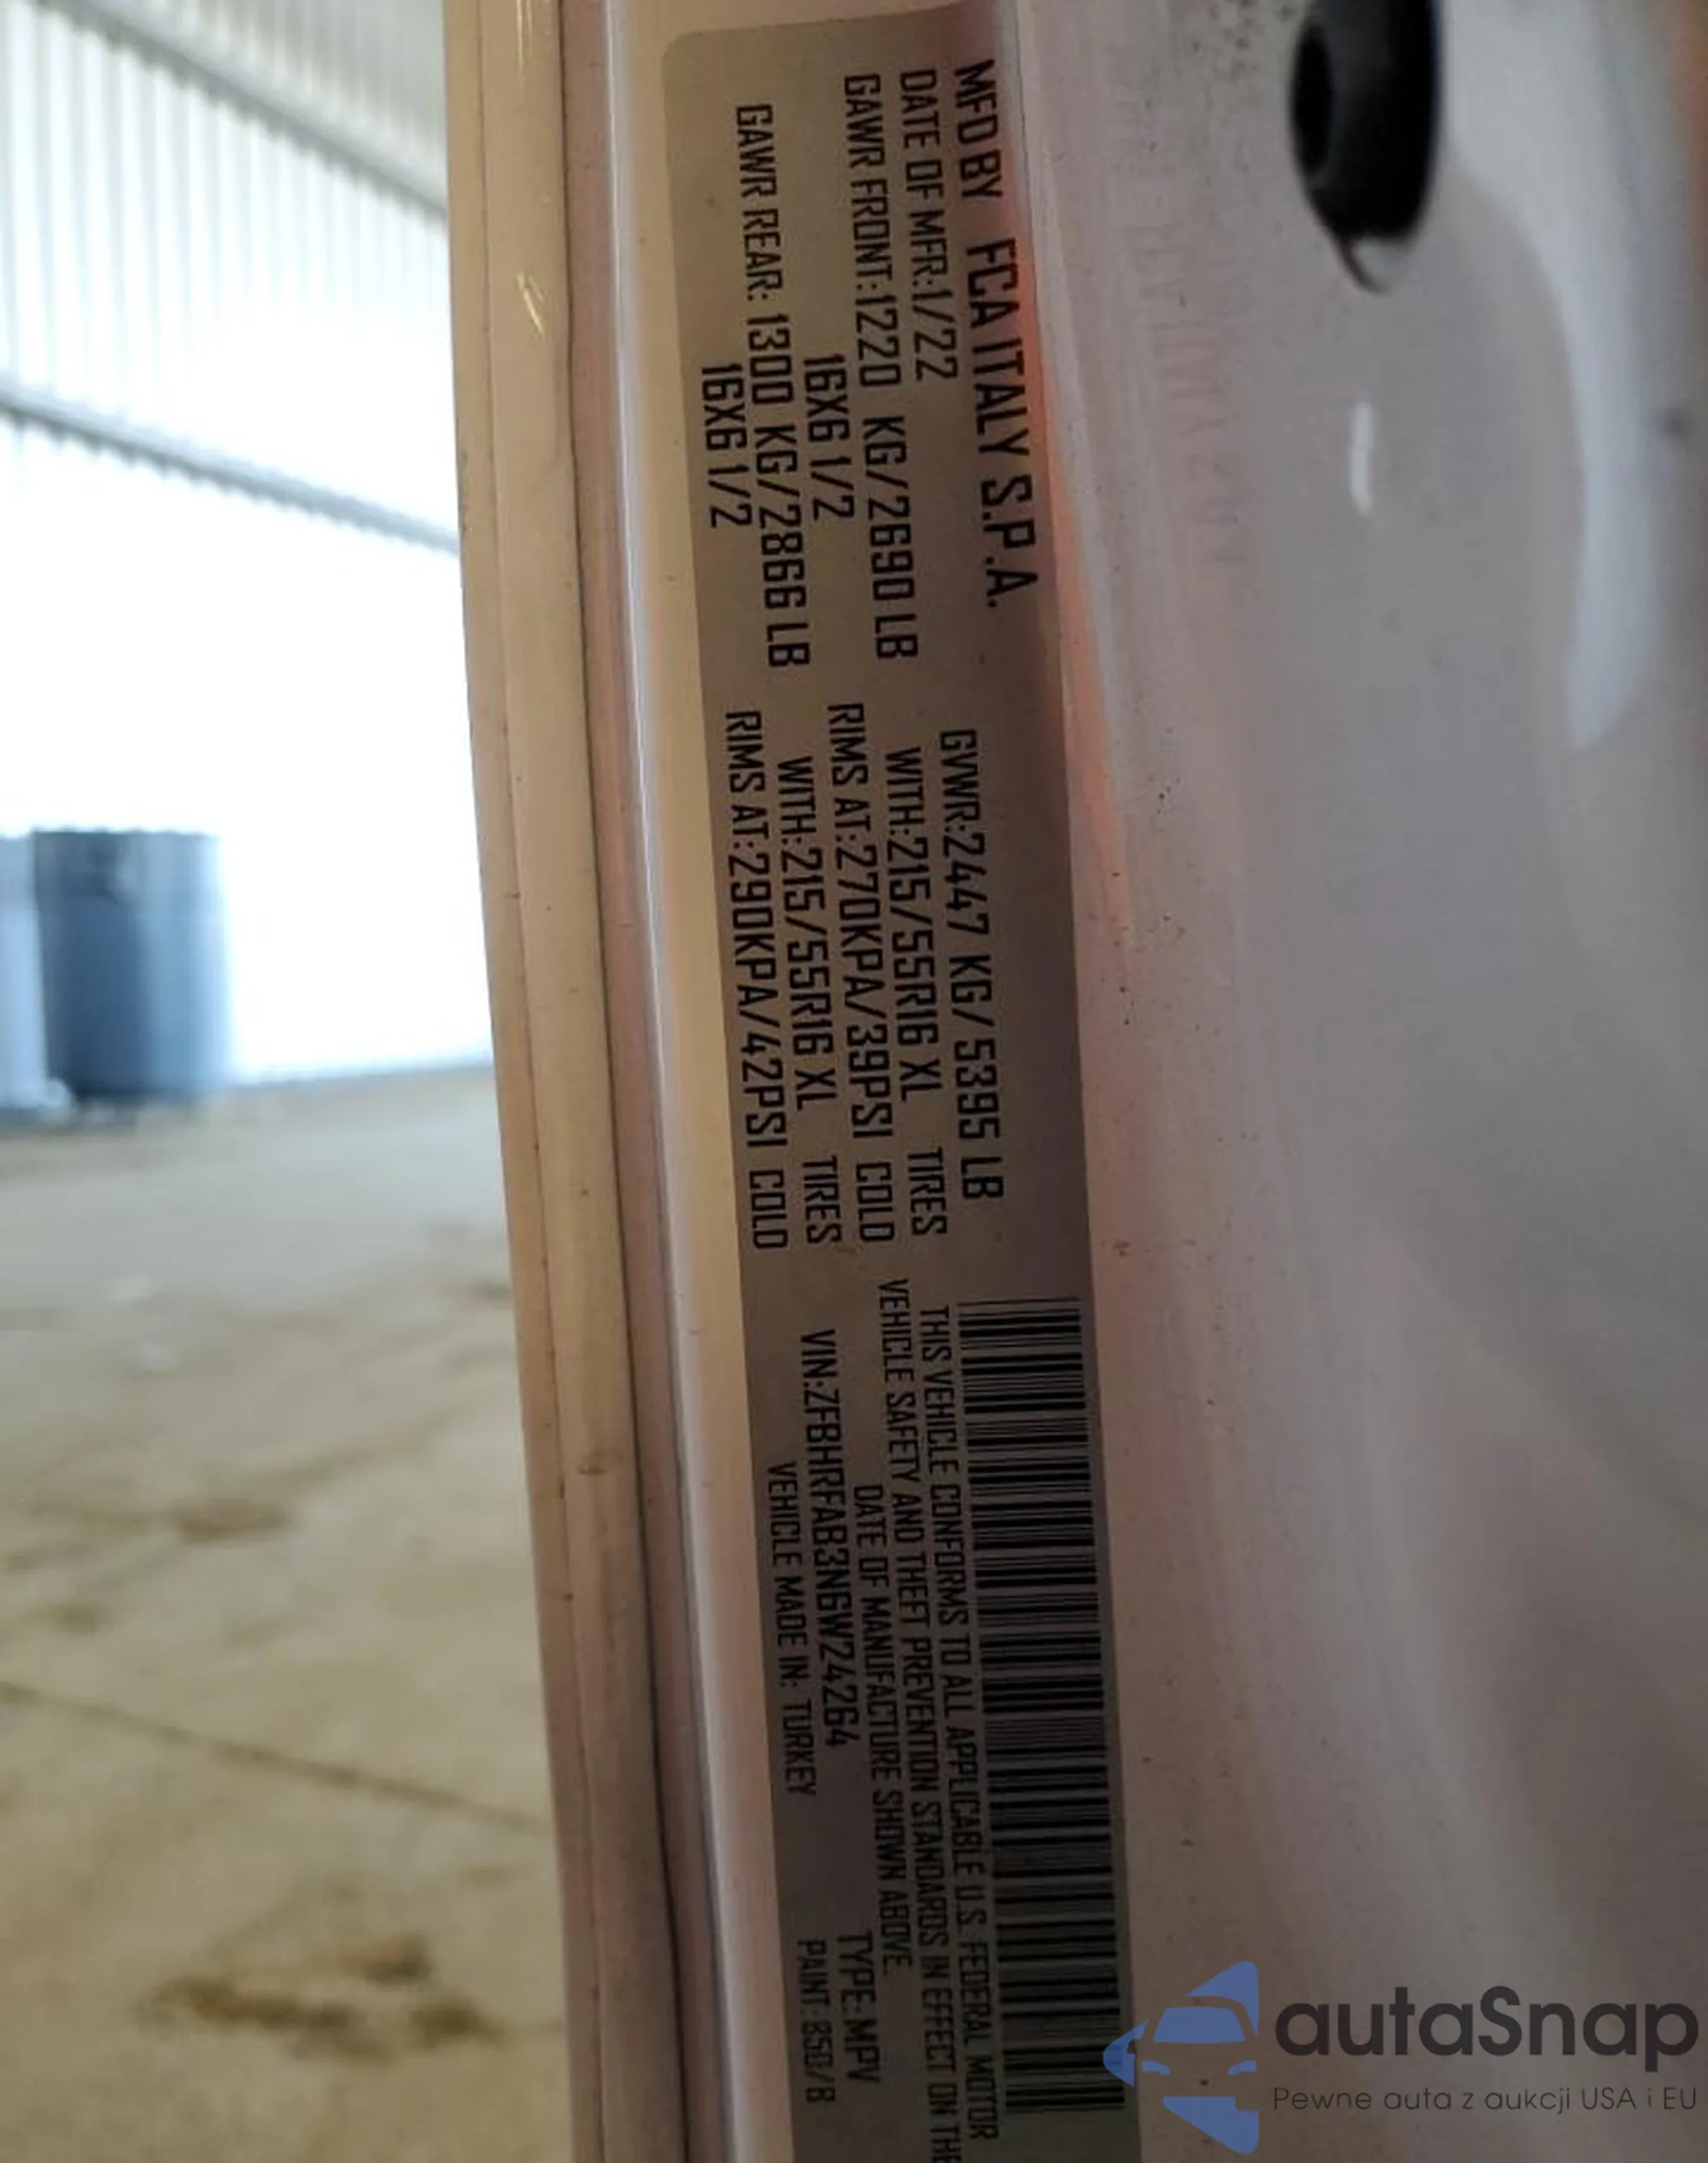 MFD BY FCA ITALY S.P.A.
DATE OF MFR:1/22 GVWR:2447 KG/ 5395 LB
GAWR FRONT:1220 KG/2690 LB WITH:215/55R16 XL TIRES
16X6 1/2 RIMS AT:270KPA/39PSI COLD
GAWR REAR: 1300 KG/2866 LB WITH:215/55R16 XL TIRES
16X6 1/2 RIMS AT:290KPA/42PSI COLD
THIS VEHICLE CONFORMS TO ALL APPLICABLE U.S. FEDERAL MOTOR
VEHICLE SAFETY AND THEFT PREVENTION STANDARDS IN EFFECT ON THE
DATE OF MANUFACTURE SHOWN ABOVE.
VIN:ZFBHRFAB3N6W24264 TYPE:MPV
VEHICLE MADE IN: TURKEY PAINT: 850/B
autaSnap
Pewne auta z aukcji USA i EU